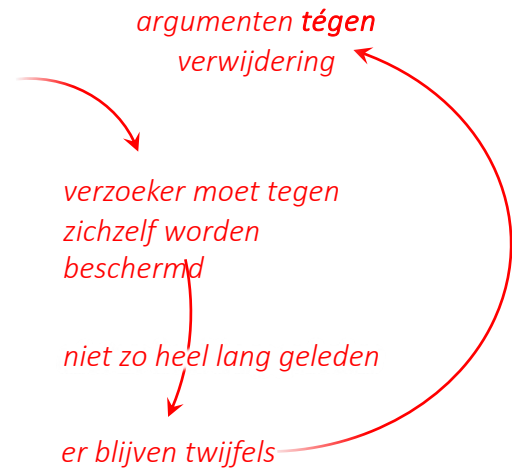 argumenten tégen
verwijdering
verzoeker moet tegen
zichzelf worden
beschermd
niet zo heel lang geleden
er blijven twijfels